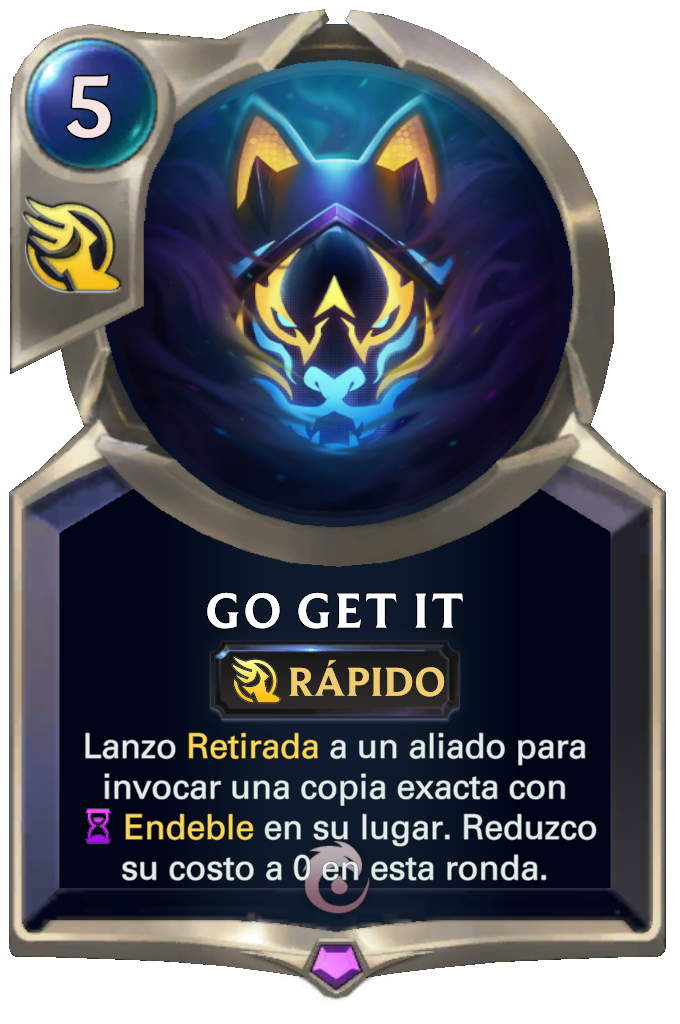 5
GO GET IT
RÁPIDO
Lanzo Retirada a un aliado para
invocar una copia exacta con
Endeble en su lugar. Reduzco
su costo a 0 en esta ronda.